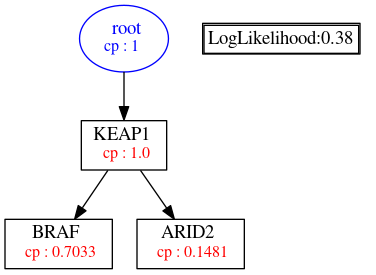 root
cp : 1
LogLikelihood:0.38
KEAP1
cp : 1.0
BRAF
cp : 0.7033
ARID2
cp : 0.1481